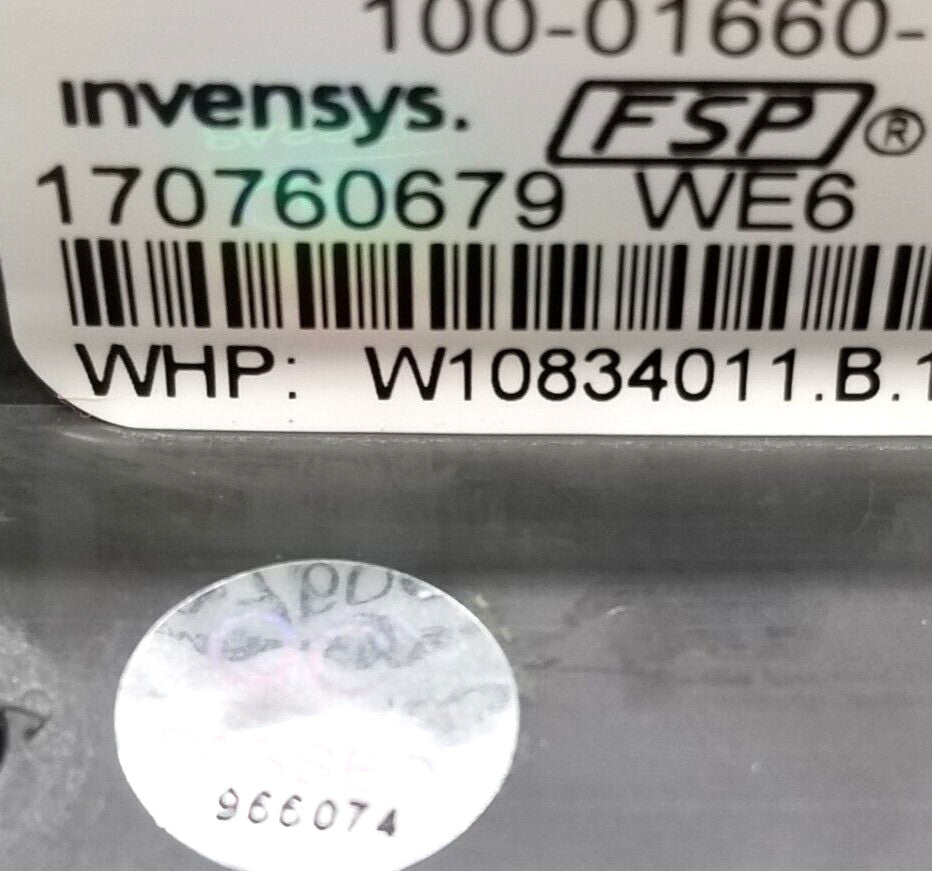 100-01660-
invensys. FSP®
170760679 WE6
WHP: W10834011.B.1
966074